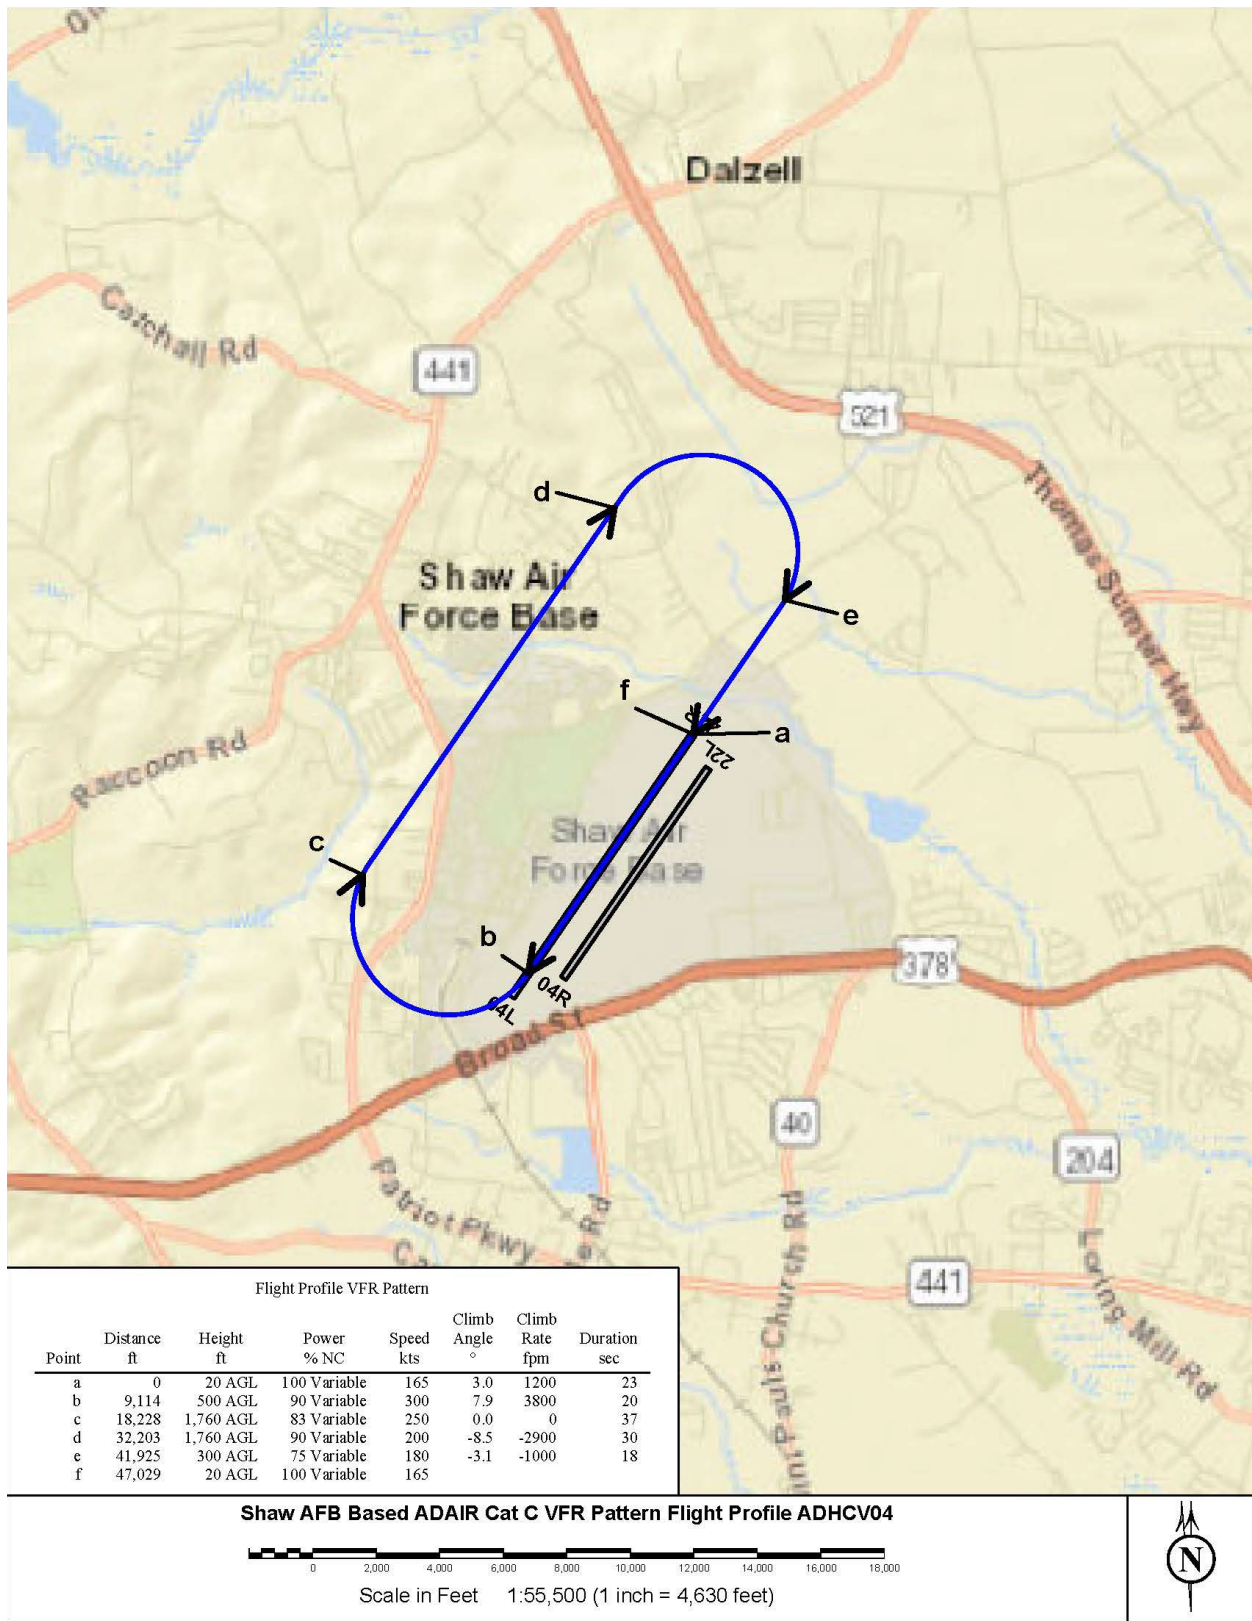 Dalzell
Catchall Rd
441
521
Thomas Sumter Hwy
d
Shaw Air
Force Base
e
f
a
22L
Raccoon Rd
c
Shaw Air
Force Base
b
04R
04L
378
Broad St
40
204
Patriot Pkwy
Rd
441
Loring Mill Rd
Pauls Church Rd
Flight Profile VFR Pattern
Point Distance ft Height ft Power % NC Speed kts Climb Angle ° Climb Rate fpm Duration sec
a 0 20 AGL 100 Variable 165 3.0 1200 23
b 9,114 500 AGL 90 Variable 300 7.9 3800 20
c 18,228 1,760 AGL 83 Variable 250 0.0 0 37
d 32,203 1,760 AGL 90 Variable 200 -8.5 -2900 30
e 41,925 300 AGL 75 Variable 180 -3.1 -1000 18
f 47,029 20 AGL 100 Variable 165
Shaw AFB Based ADAIR Cat C VFR Pattern Flight Profile ADHCV04
0 2,000 4,000 6,000 8,000 10,000 12,000 14,000 16,000 18,000
Scale in Feet 1:55,500 (1 inch = 4,630 feet)
N